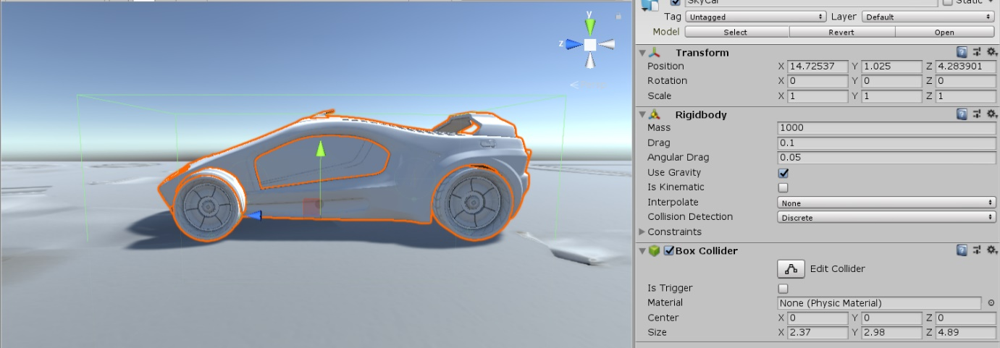 SkyCar Static
Tag Untagged Layer Default
Model Select Revert Open
Transform
Position X 14.72537 Y 1.025 Z 4.283901
Rotation X 0 Y 0 Z 0
Scale X 1 Y 1 Z 1
Rigidbody
Mass 1000
Drag 0.1
Angular Drag 0.05
Use Gravity
Is Kinematic
Interpolate None
Collision Detection Discrete
Constraints
Box Collider
Edit Collider
Is Trigger
Material None (Physic Material)
Center X 0 Y 0 Z 0
Size X 2.37 Y 2.98 Z 4.89
y
z